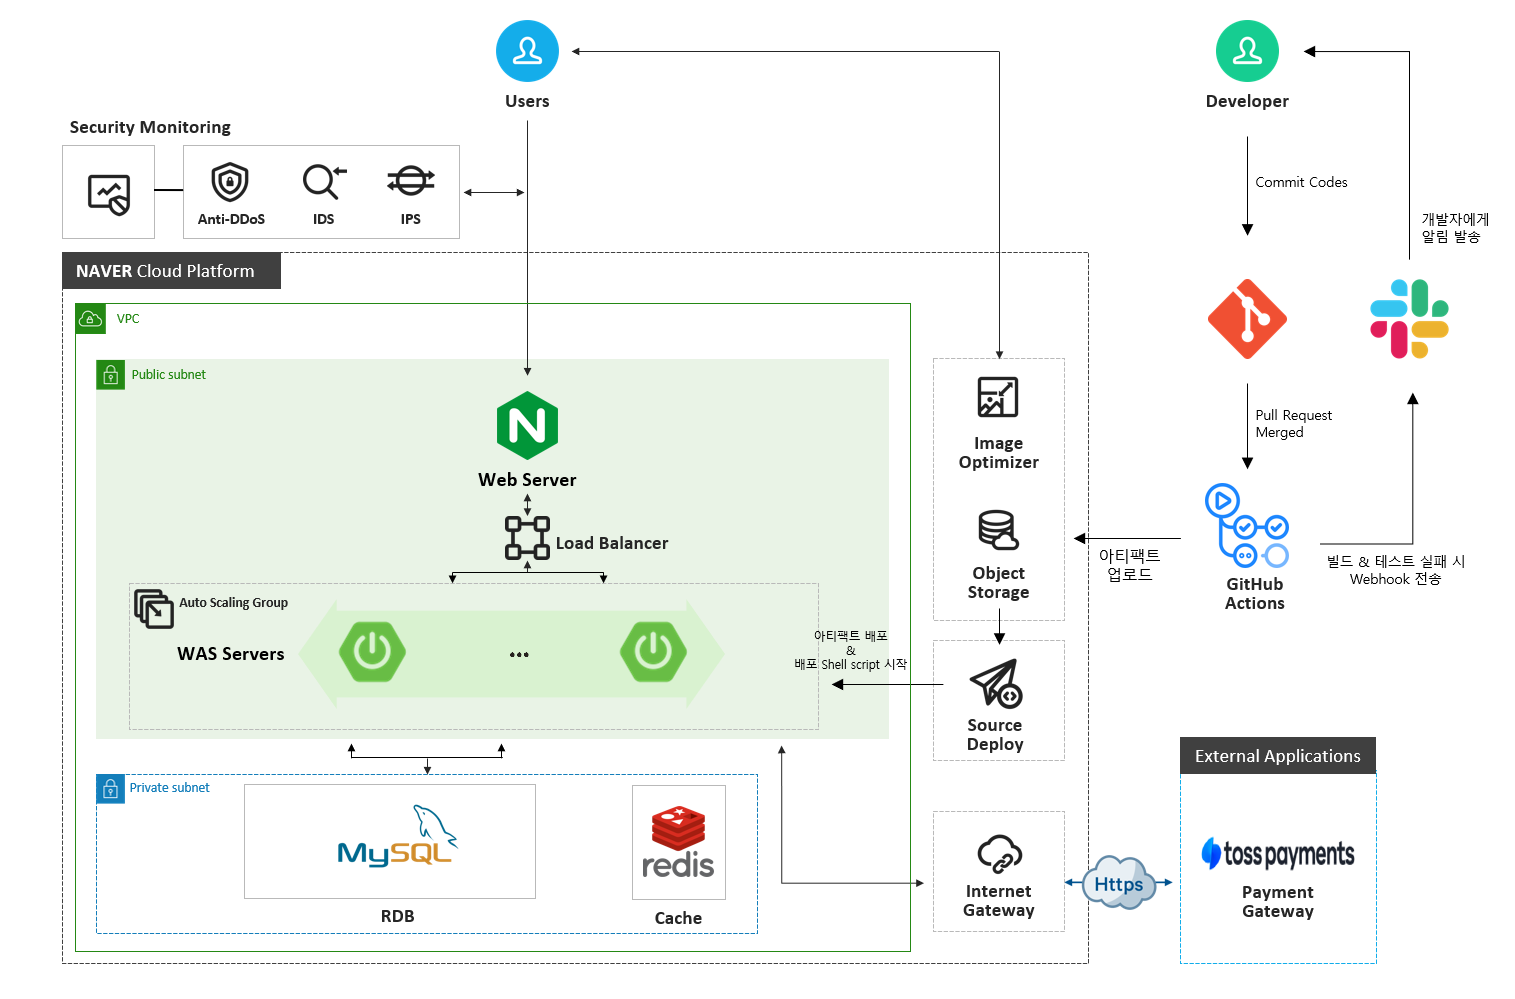 Users
Developer
Security Monitoring
Anti-DDoS
IDS
IPS
Commit Codes
개발자에게
알림 발송
NAVER Cloud Platform
VPC
Public subnet
N
Web Server
Load Balancer
Auto Scaling Group
WAS Servers
...
Image
Optimizer
Object
Storage
Pull Request
Merged
아티팩트
업로드
GitHub
Actions
빌드 & 테스트 실패 시
Webhook 전송
아티팩트 배포
&
배포 Shell script 시작
Source
Deploy
Private subnet
MySQL
RDB
redis
Cache
Internet
Gateway
Https
External Applications
toss payments
Payment
Gateway